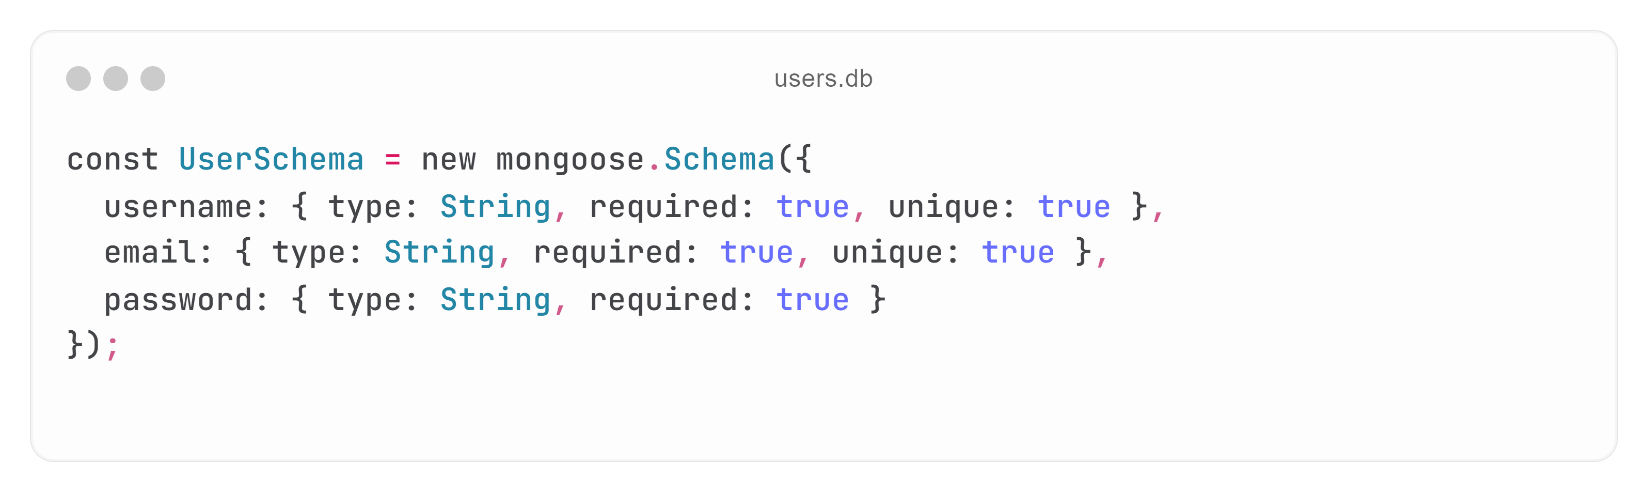 users.db
const UserSchema = new mongoose.Schema({
  username: { type: String, required: true, unique: true },
  email: { type: String, required: true, unique: true },
  password: { type: String, required: true }
});